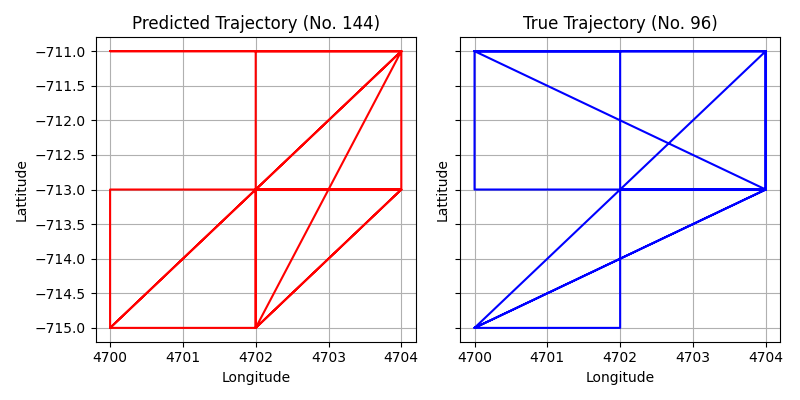 Predicted Trajectory (No. 144)
True Trajectory (No. 96)
−711.0
−711.5
−712.0
−712.5
−713.0
−713.5
−714.0
−714.5
−715.0
Lattitude
Lattitude
4700 4701 4702 4703 4704
4700 4701 4702 4703 4704
Longitude
Longitude